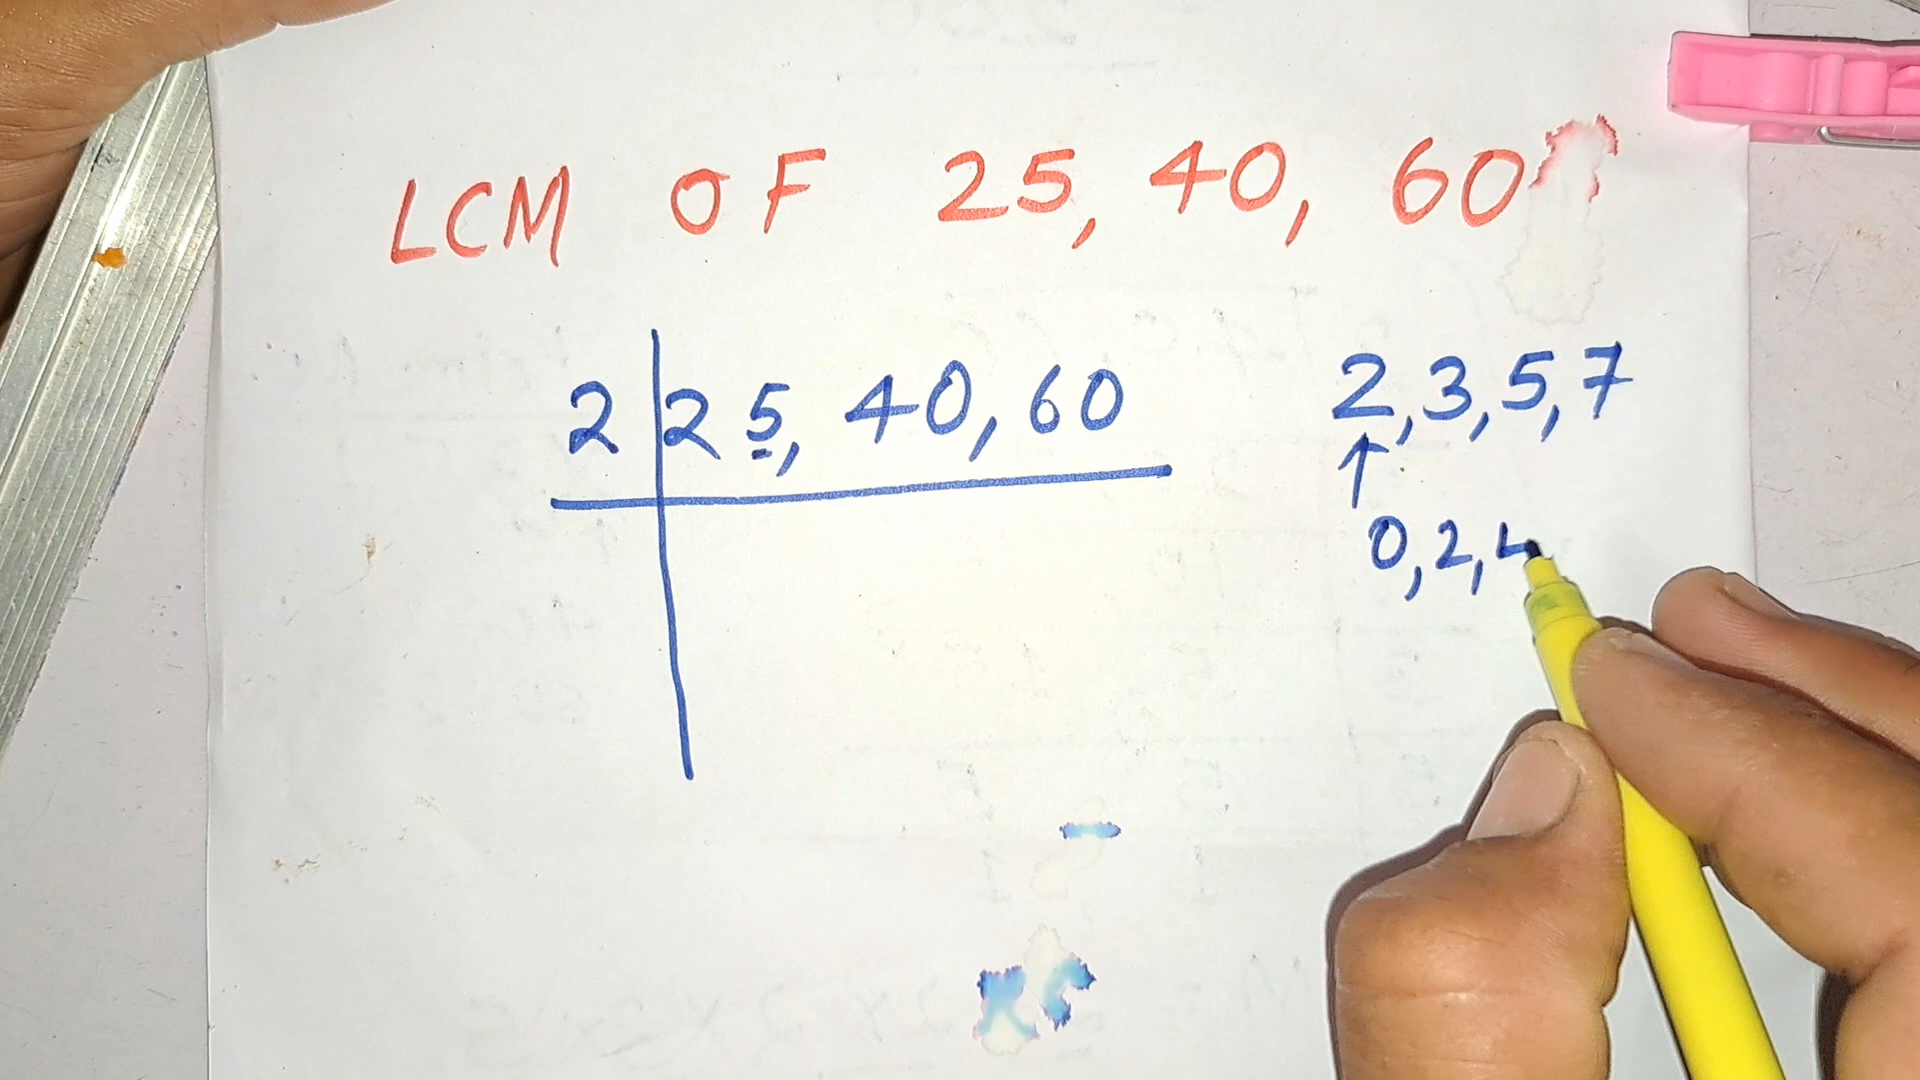 LCM OF 25, 40, 60
2 25, 40, 60
2, 3, 5, 7
0, 2, 4